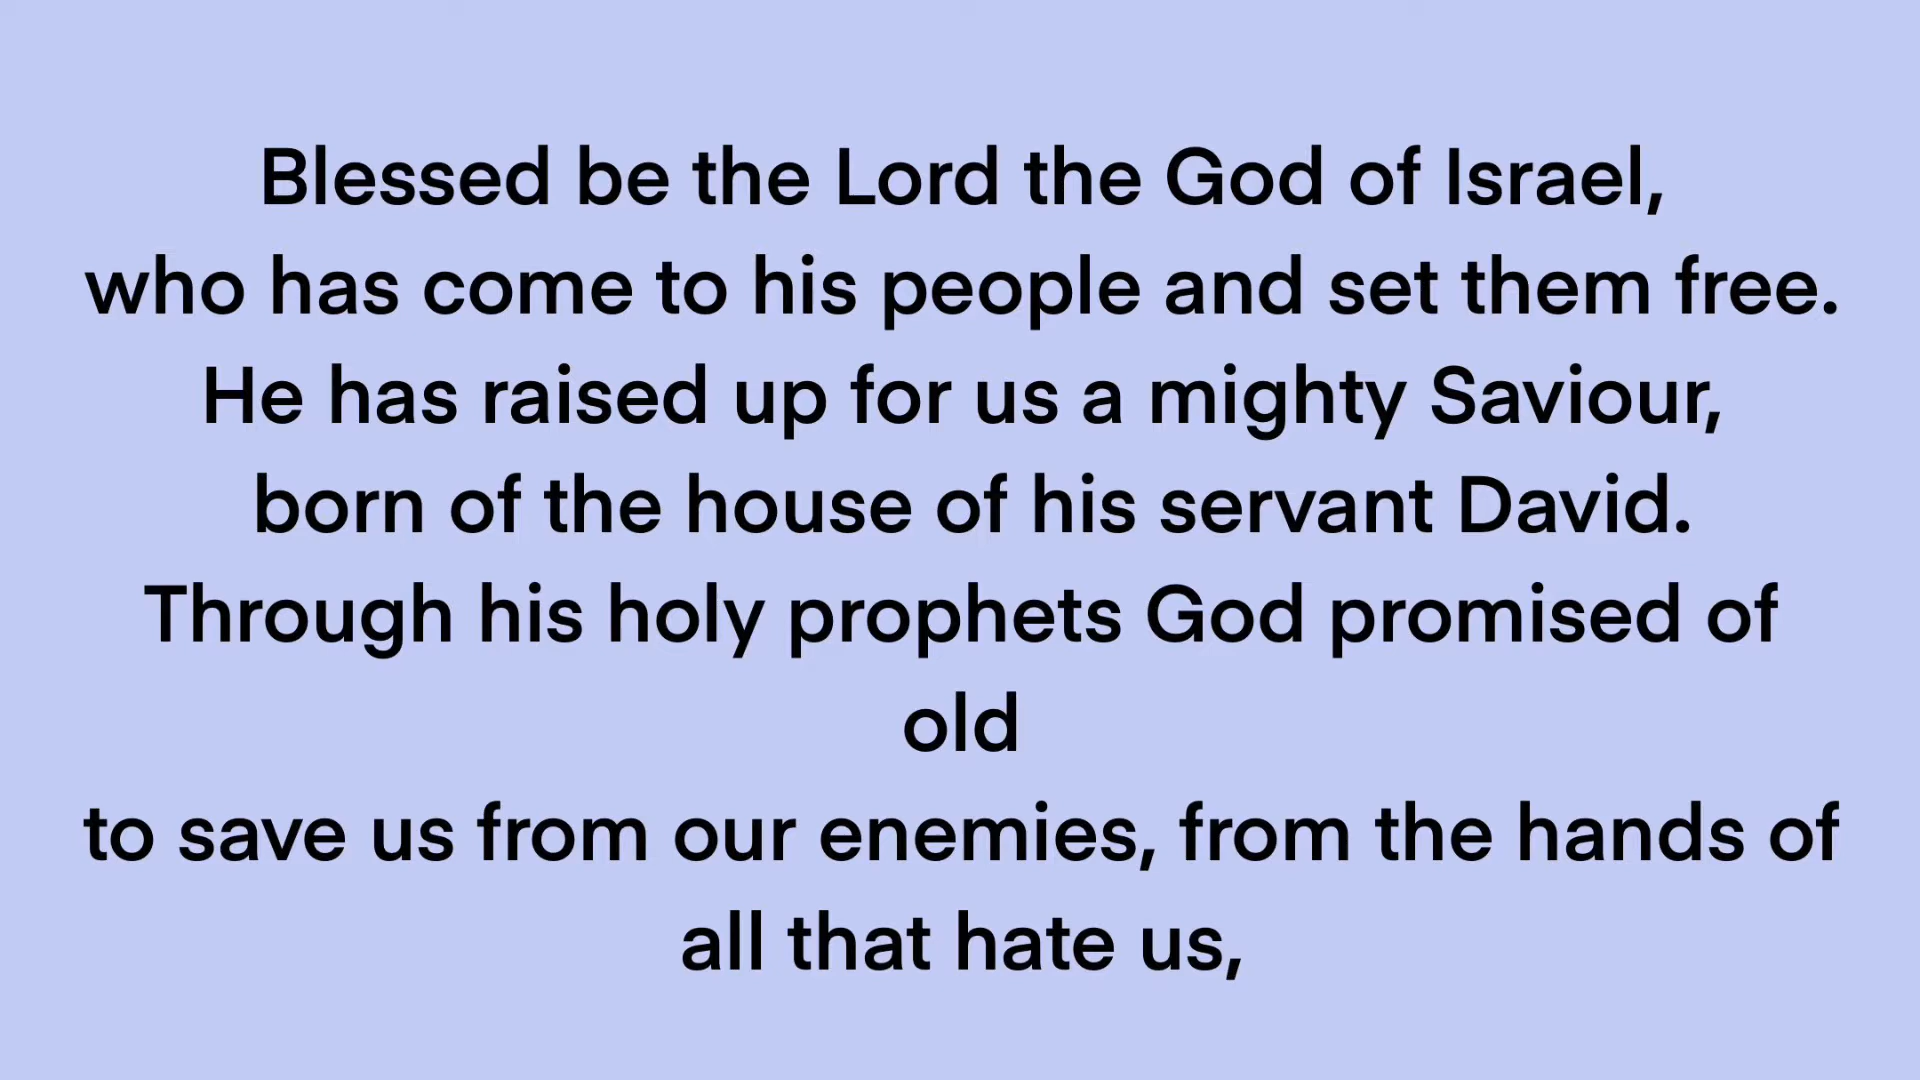 Blessed be the Lord the God of Israel,
who has come to his people and set them free.
He has raised up for us a mighty Saviour,
born of the house of his servant David.
Through his holy prophets God promised of
old
to save us from our enemies, from the hands of
all that hate us,